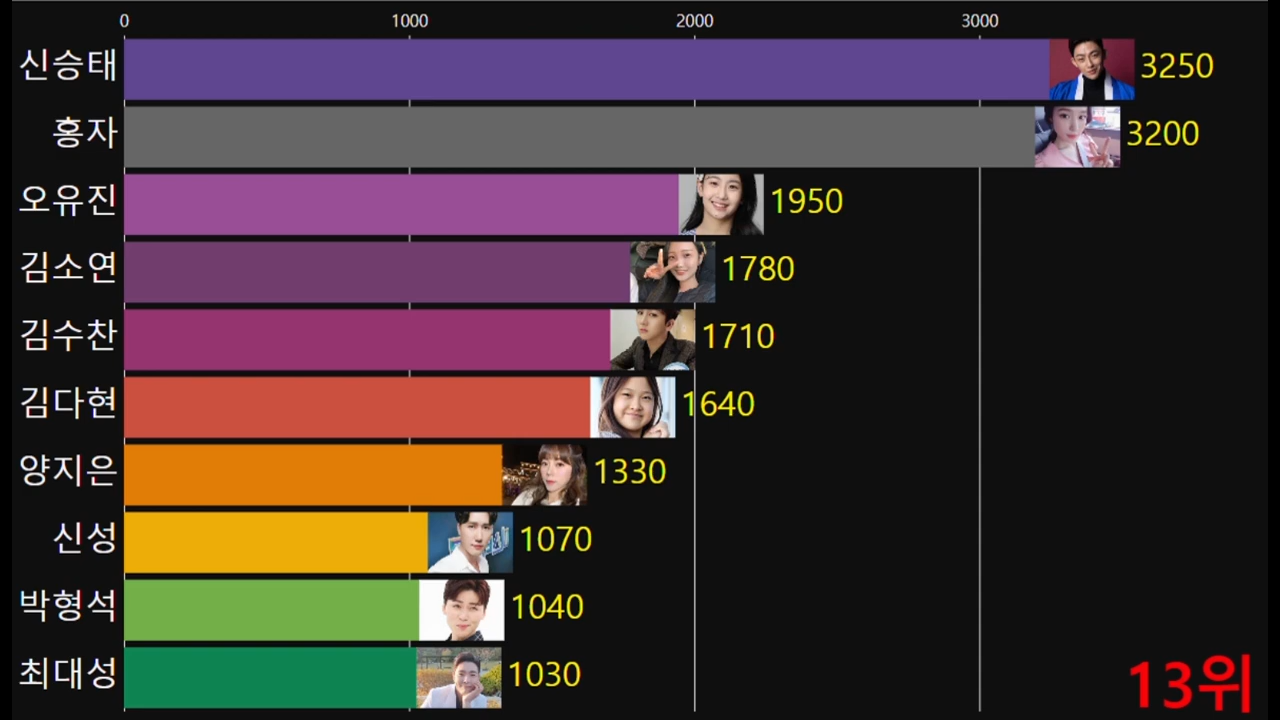 0 1000 2000 3000
신승태 3250
홍자 3200
오유진 1950
김소연 1780
김수찬 1710
김다현 1640
양지은 1330
신성 1070
박형석 1040
최대성 1030
13위